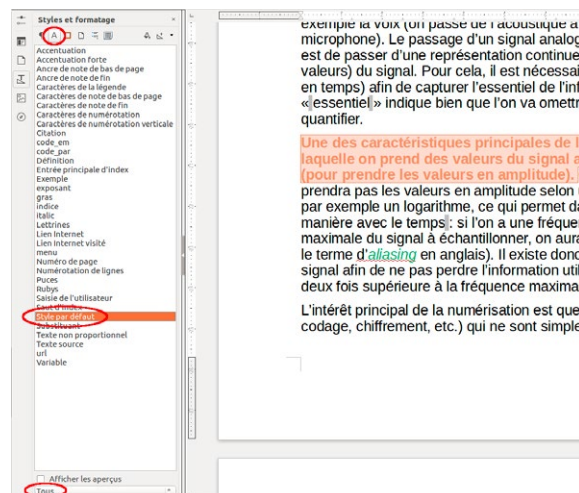 Styles et formatage
Accentuation
Accentuation forte
Ancre de note de bas de page
Ancre de note de fin
Caractères de la légende
Caractères de note de bas de page
Caractères de note de fin
Caractères de numérotation
Caractères de numérotation verticale
Citation
code_em
code_par
Définition
Entrée principale d'index
Exemple
exposant
gras
indice
italic
Lettrines
Lien Internet
Lien Internet visité
menu
Numéro de page
Numérotation de lignes
Puces
Rubys
Saisie de l'utilisateur
Saut d'index
Style par défaut
Substituant
Texte non proportionnel
Texte source
url
Variable
Afficher les aperçus
Tous
exemple la voix (on passe de l'acoustique a
microphone). Le passage d'un signal analog
est de passer d'une représentation continue
valeurs) du signal. Pour cela, il est nécessai
en temps) afin de capturer l'essentiel de l'inf
« essentiel » indique bien que l'on va omettr
quantifier.
Une des caractéristiques principales de l
laquelle on prend des valeurs du signal a
(pour prendre les valeurs en amplitude).
prendra pas les valeurs en amplitude selon u
par exemple un logarithme, ce qui permet da
manière avec le temps : si l'on a une fréque
maximale du signal à échantillonner, on aura
le terme d'aliasing en anglais). Il existe donc
signal afin de ne pas perdre l'information util
deux fois supérieure à la fréquence maxima
L'intérêt principal de la numérisation est que
codage, chiffrement, etc.) qui ne sont simple